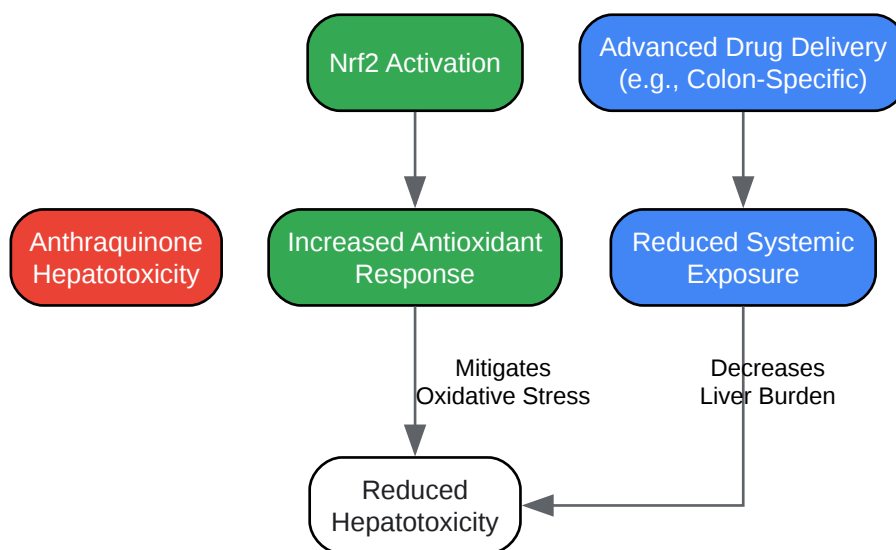 Nrf2 Activation
Advanced Drug Delivery
(e.g., Colon-Specific)
Anthraquinone
Hepatotoxicity
Increased Antioxidant
Response
Reduced Systemic
Exposure
Mitigates
Oxidative Stress
Decreases
Liver Burden
Reduced
Hepatotoxicity